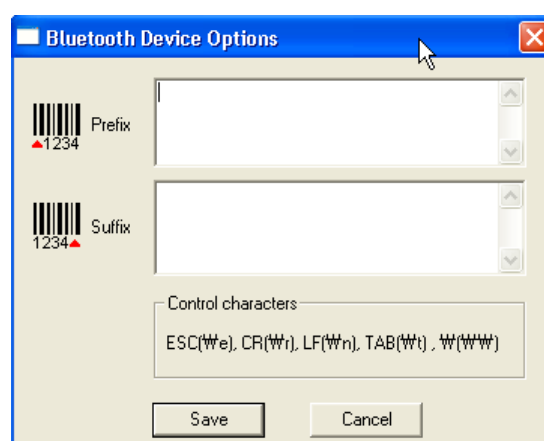 Bluetooth Device Options
1234
Prefix
1234
Suffix
Control characters
ESC(₩e), CR(₩r), LF(₩n), TAB(₩t) , ₩(₩₩)
Save
Cancel